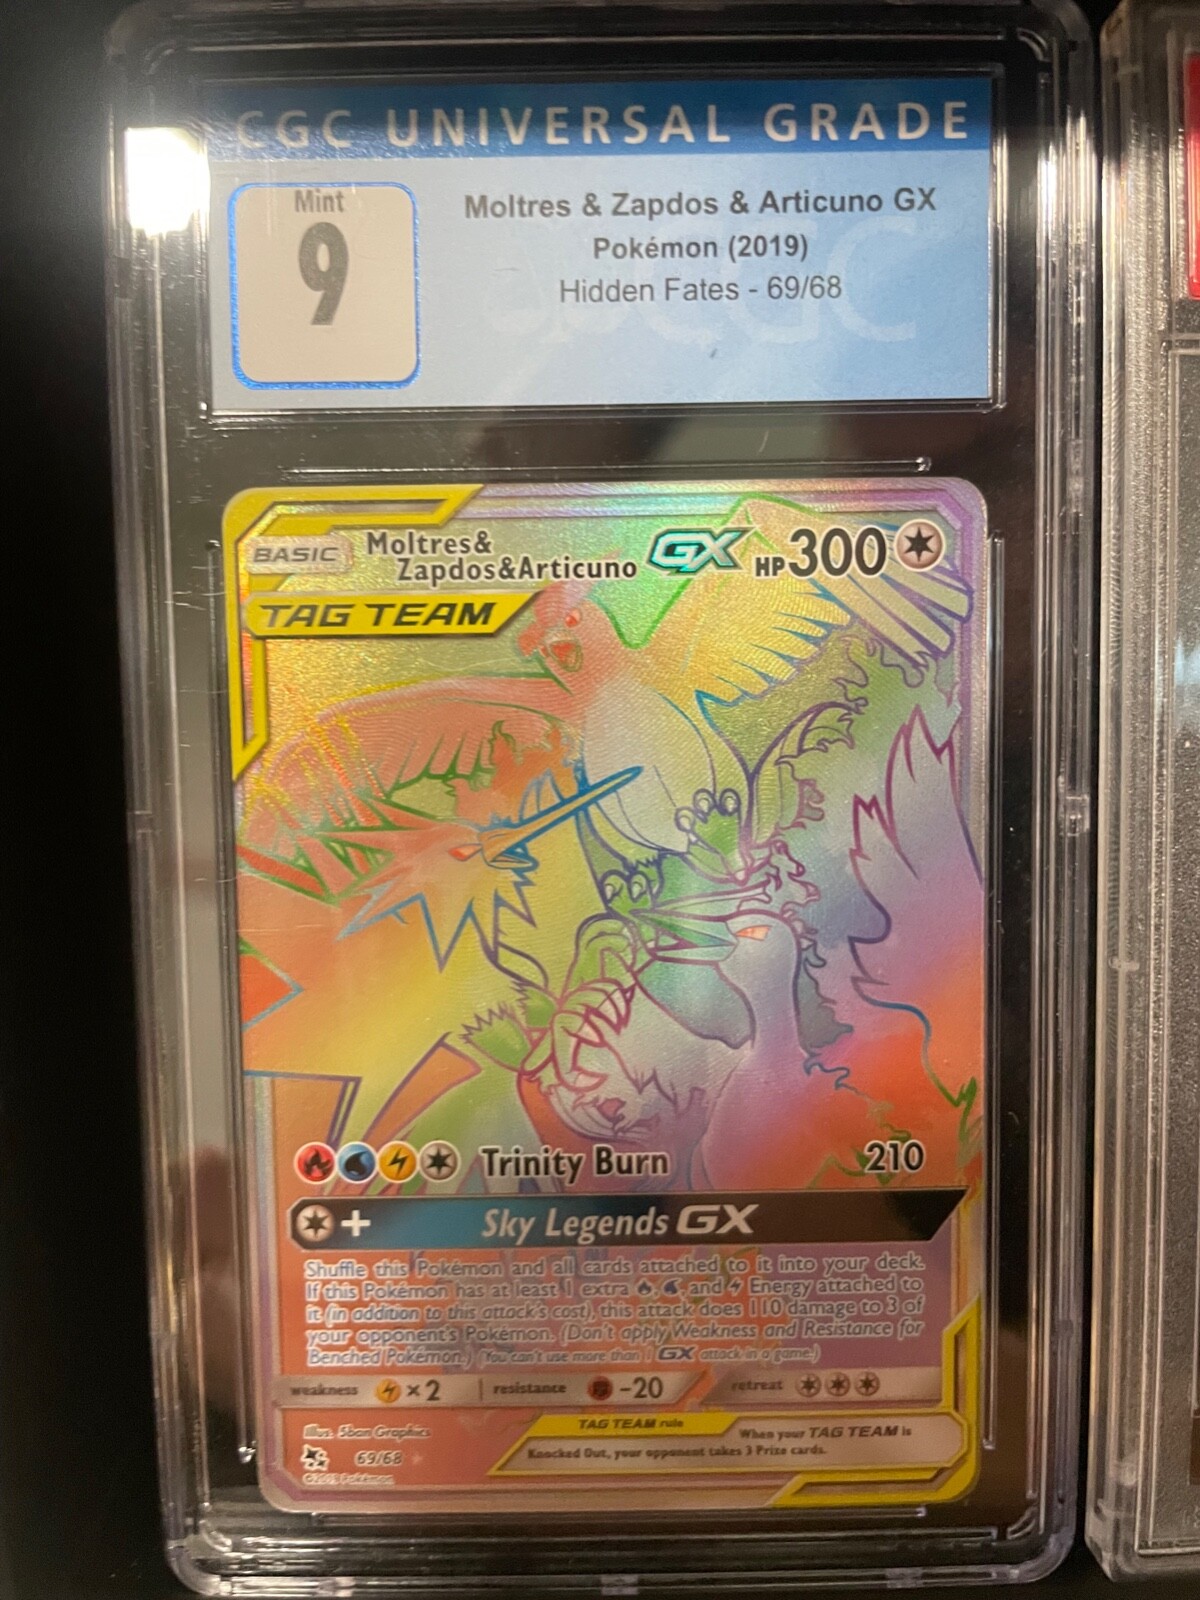 CGC UNIVERSAL GRADE
Mint
9
Moltres & Zapdos & Articuno GX
Pokémon (2019)
Hidden Fates - 69/68
CGC
BASIC
Moltres&
Zapdos&Articuno GX HP300
TAG TEAM
Trinity Burn 210
+ Sky Legends GX
Shuffle this Pokémon and all cards attached to it into your deck.
If this Pokémon has at least 1 extra , , and Energy attached to
it (in addition to this attack's cost), this attack does 110 damage to 3 of
your opponent's Pokémon. (Don't apply Weakness and Resistance for
Benched Pokémon.) (You can't use more than 1 GX attack in a game.)
weakness ×2 resistance -20 retreat
Illus. 5ban Graphics
69/68
©2019 Pokémon
TAG TEAM rule
When your TAG TEAM is
Knocked Out, your opponent takes 3 Prize cards.